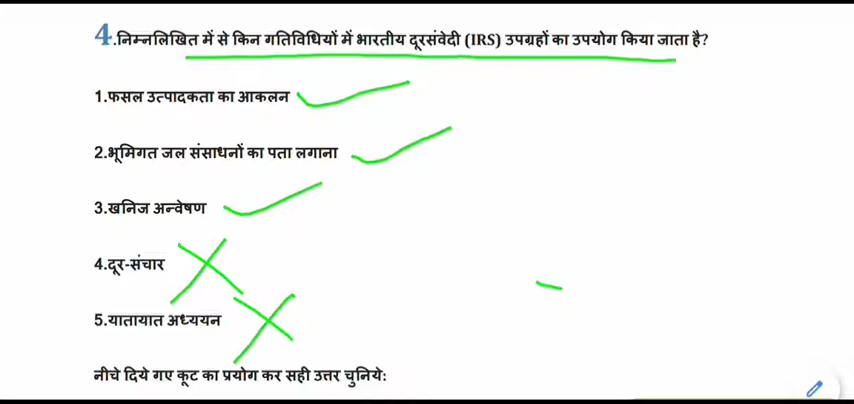 4.निम्नलिखित में से किन गतिविधियों में भारतीय दूरसंवेदी (IRS) उपग्रहों का उपयोग किया जाता है?
1.फसल उत्पादकता का आकलन
2.भूमिगत जल संसाधनों का पता लगाना
3.खनिज अन्वेषण
4.दूर-संचार
5.यातायात अध्ययन
नीचे दिये गए कूट का प्रयोग कर सही उत्तर चुनिये: